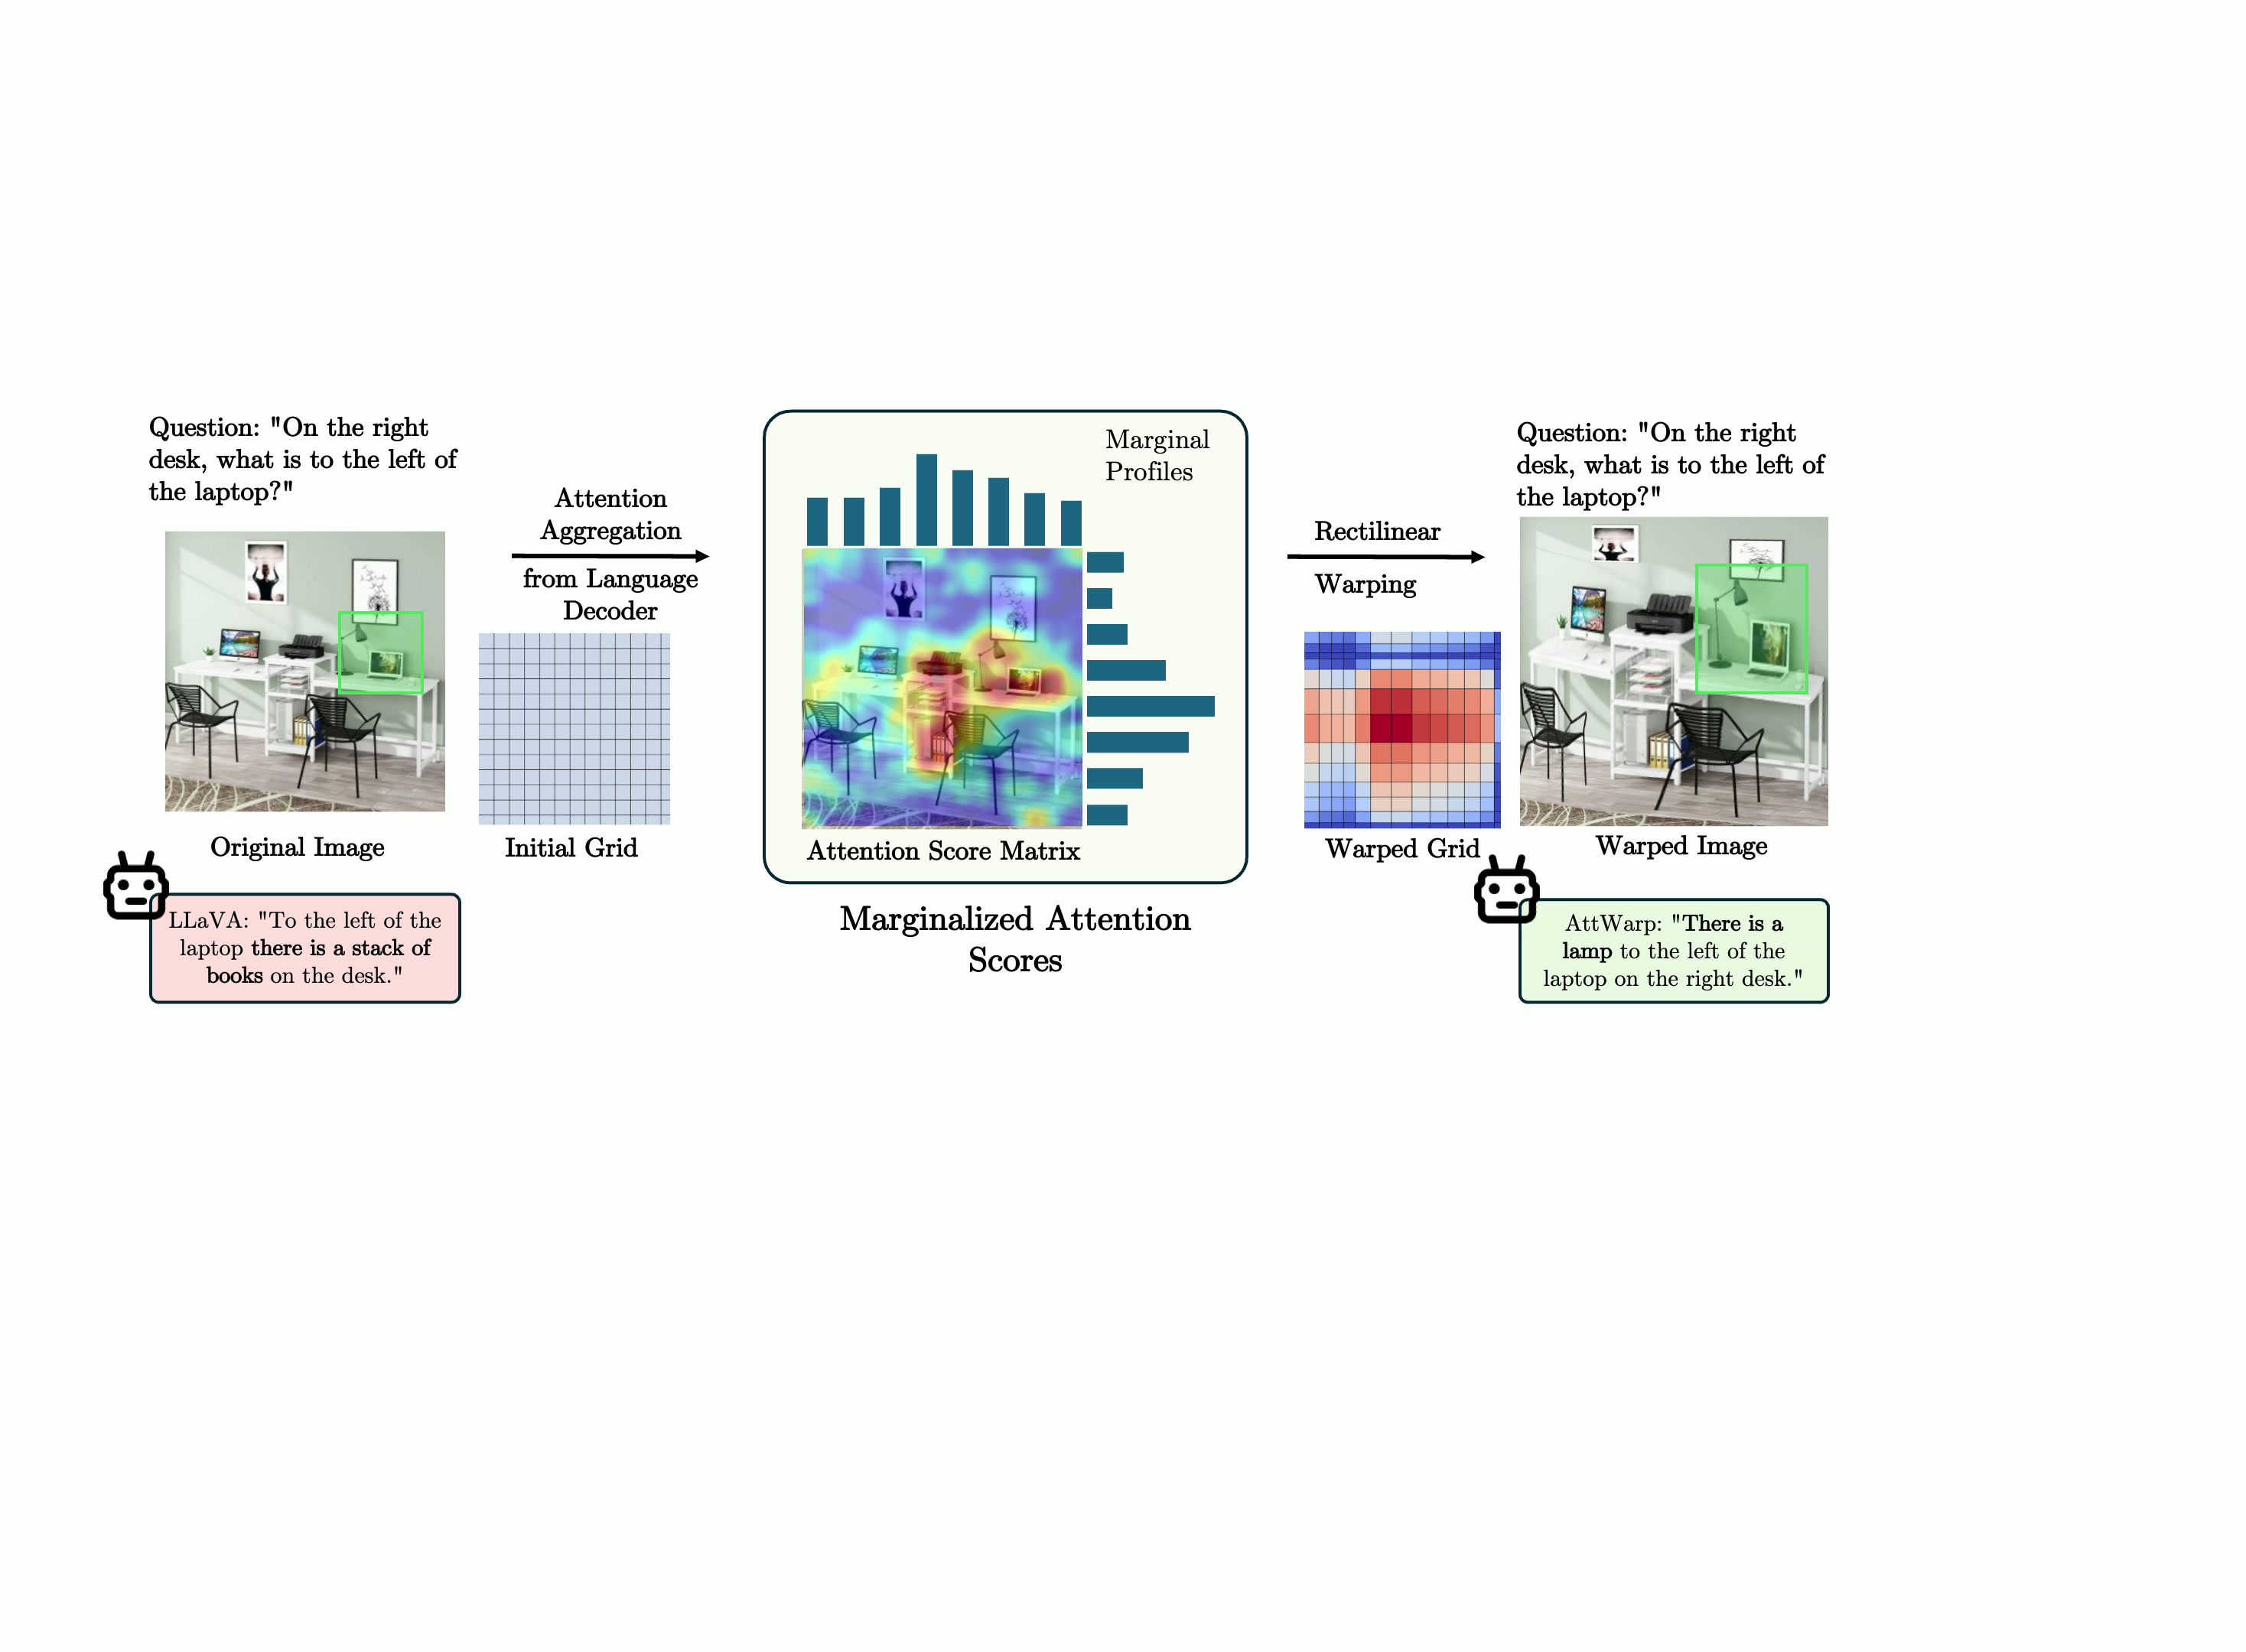 Question: "On the right
desk, what is to the left of
the laptop?"
Original Image
LLaVA: "To the left of the
laptop there is a stack of
books on the desk."
Attention
Aggregation
from Language
Decoder
Initial Grid
Marginal
Profiles
Attention Score Matrix
Marginalized Attention
Scores
Rectilinear
Warping
Warped Grid
Question: "On the right
desk, what is to the left of
the laptop?"
Warped Image
AttWarp: "There is a
lamp to the left of the
laptop on the right desk."